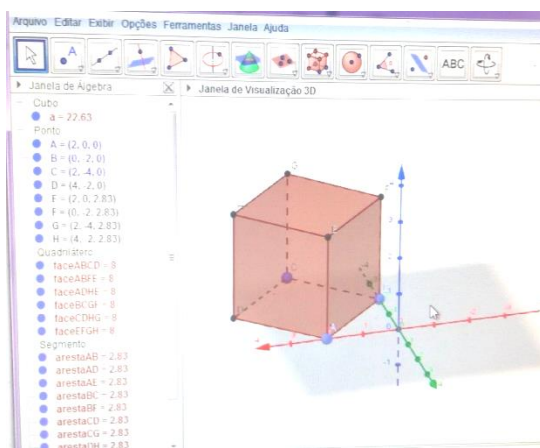 Arquivo Editar Exibir Opções Ferramentas Janela Ajuda
A
ABC
Janela de Álgebra
Janela de Visualização 3D
Cubo
a = 22.63
Ponto
A = (2, 0, 0)
B = (0, -2, 0)
C = (2, -4, 0)
D = (4, -2, 0)
E = (2, 0, 2.83)
F = (0, -2, 2.83)
G = (2, -4, 2.83)
H = (4, -2, 2.83)
Quadrilátero
faceABCD = 8
faceABFE = 8
faceADHE = 8
faceBCGF = 8
faceCDHG = 8
faceEFGH = 8
Segmento
arestaAB = 2.83
arestaAD = 2.83
arestaAE = 2.83
arestaBC = 2.83
arestaBF = 2.83
arestaCD = 2.83
arestaCG = 2.83
arestaDH = 2.83